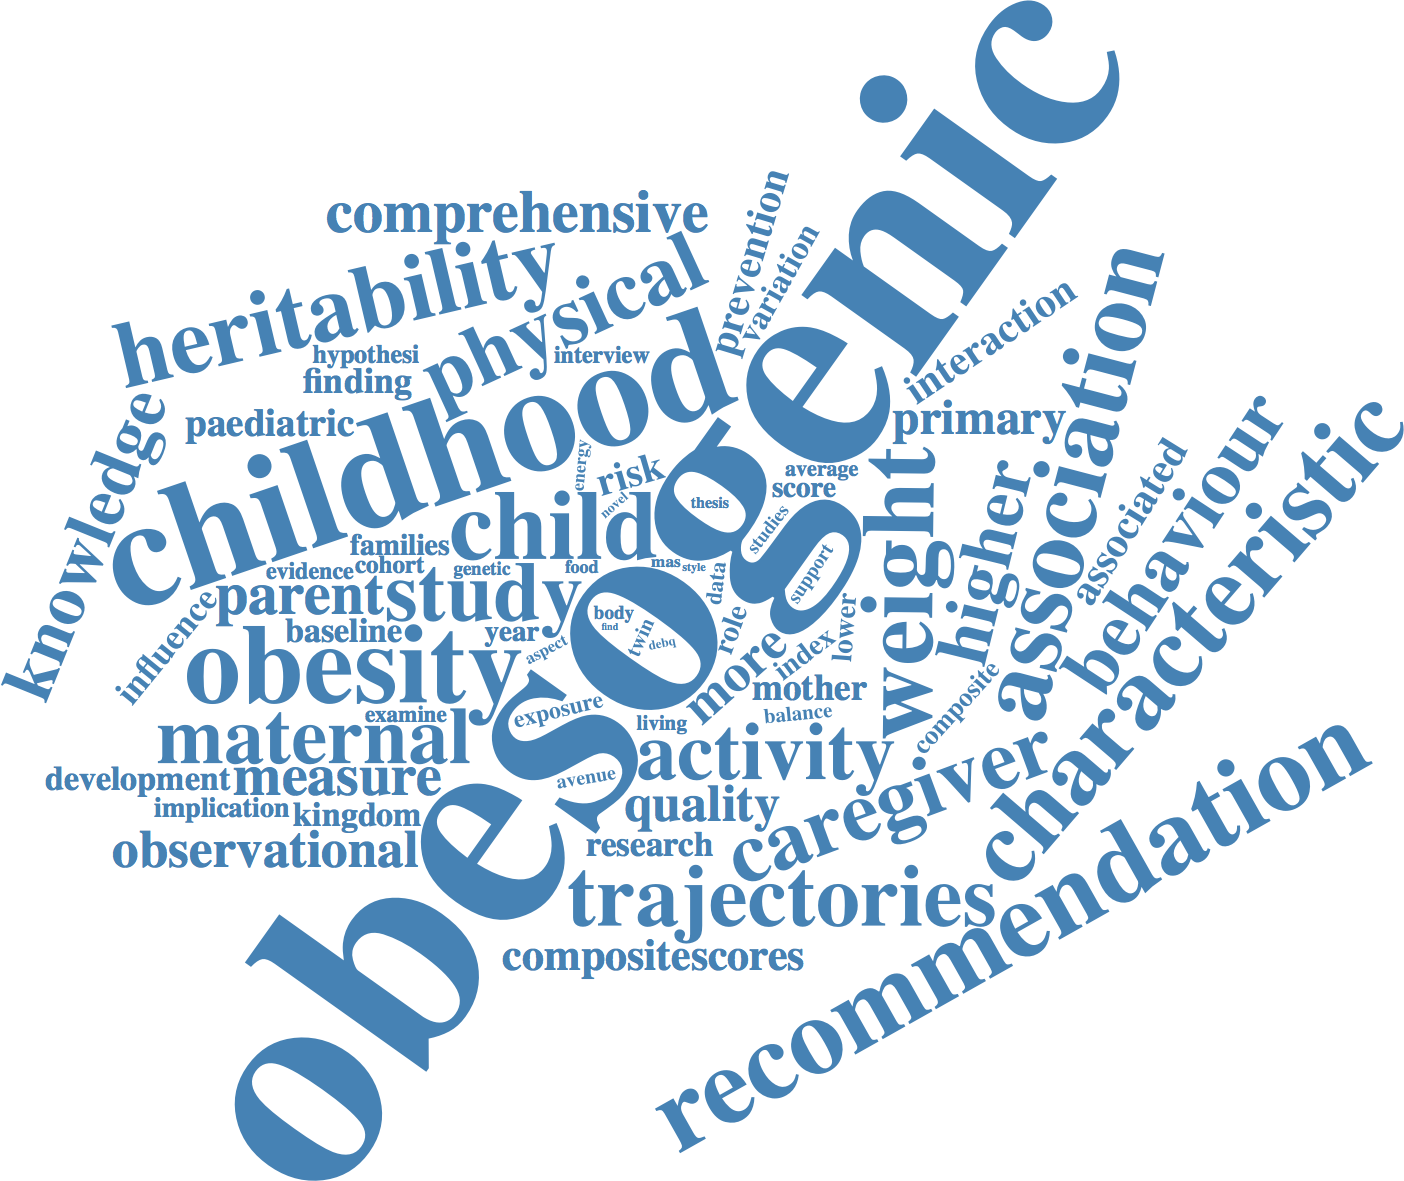 obesogenic
comprehensive
prevention
variation
heritability
physical
interaction
association
hypothesi
interview
finding
childhood
primary
paediatric
knowledge
energy
risk
average
score
novel
thesis
weight
higher
associated
behaviour
characteristic
child
studies
families
evidence
cohort
genetic
food
mas
style
data
support
parent
study
influence
body
find
twin
debq
role
lower
baseline
year
aspect
index
more
obesity
mother
composite
exposure
examine
living
balance
maternal
activity
development
measure
avenue
caregiver
implication
kingdom
quality
observational
research
trajectories
recommendation
compositescores